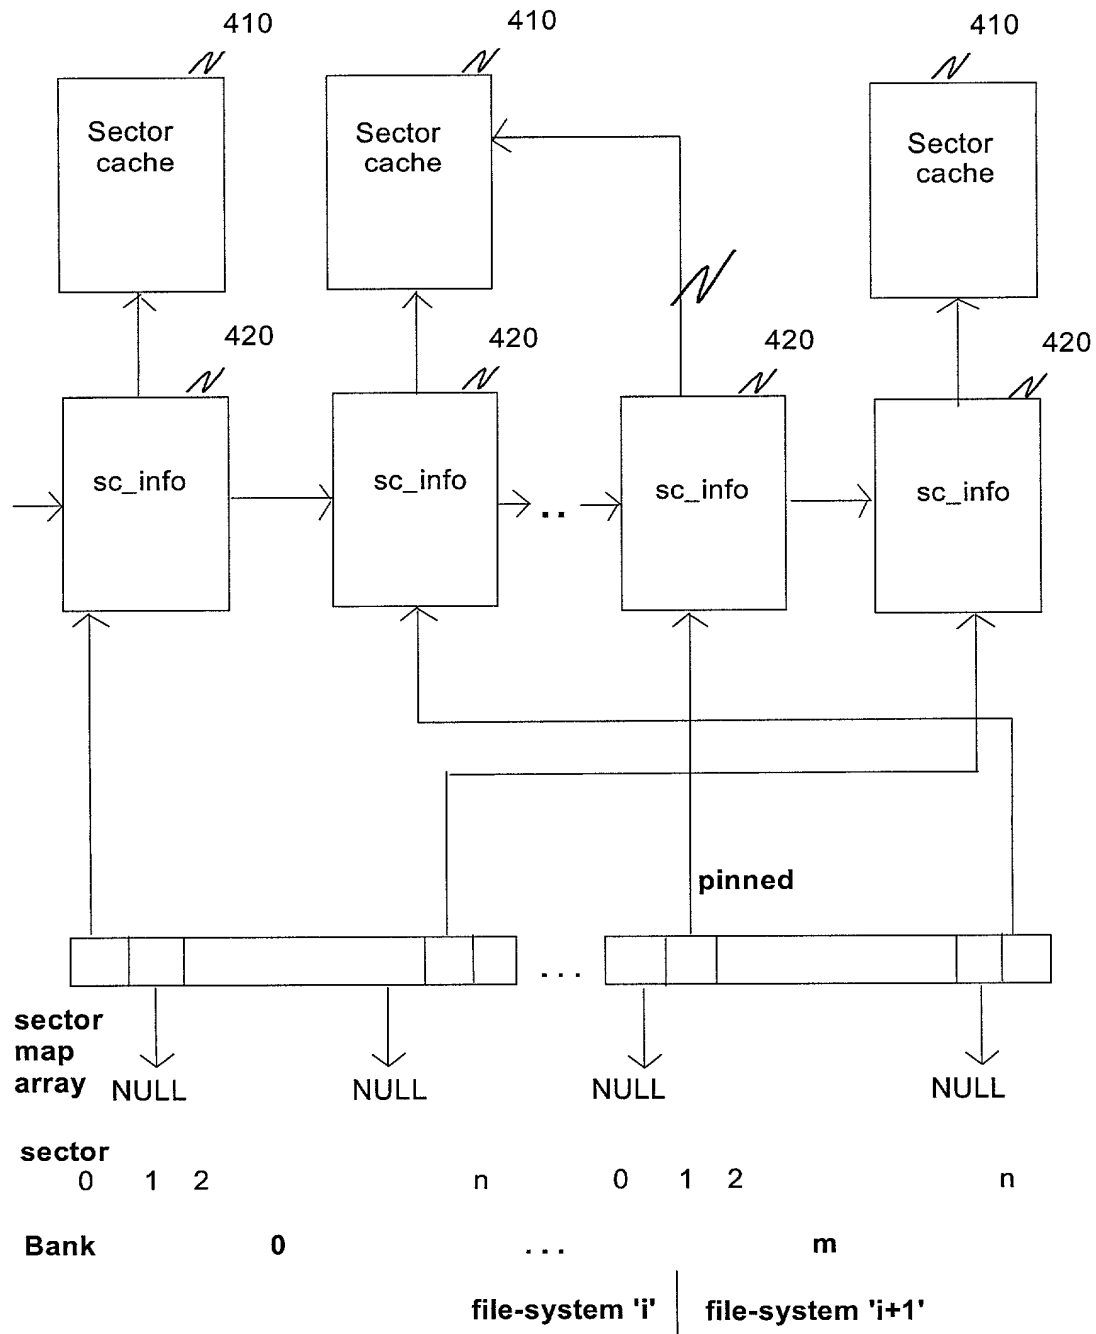 410
410
410
Sector
cache
Sector
cache
Sector
cache
420
420
420
420
sc_info
sc_info
. .
sc_info
sc_info
pinned
. . .
sector
map
array
NULL
NULL
NULL
NULL
sector
0 1 2 n 0 1 2 n
Bank 0 . . . m
file-system 'i' file-system 'i+1'